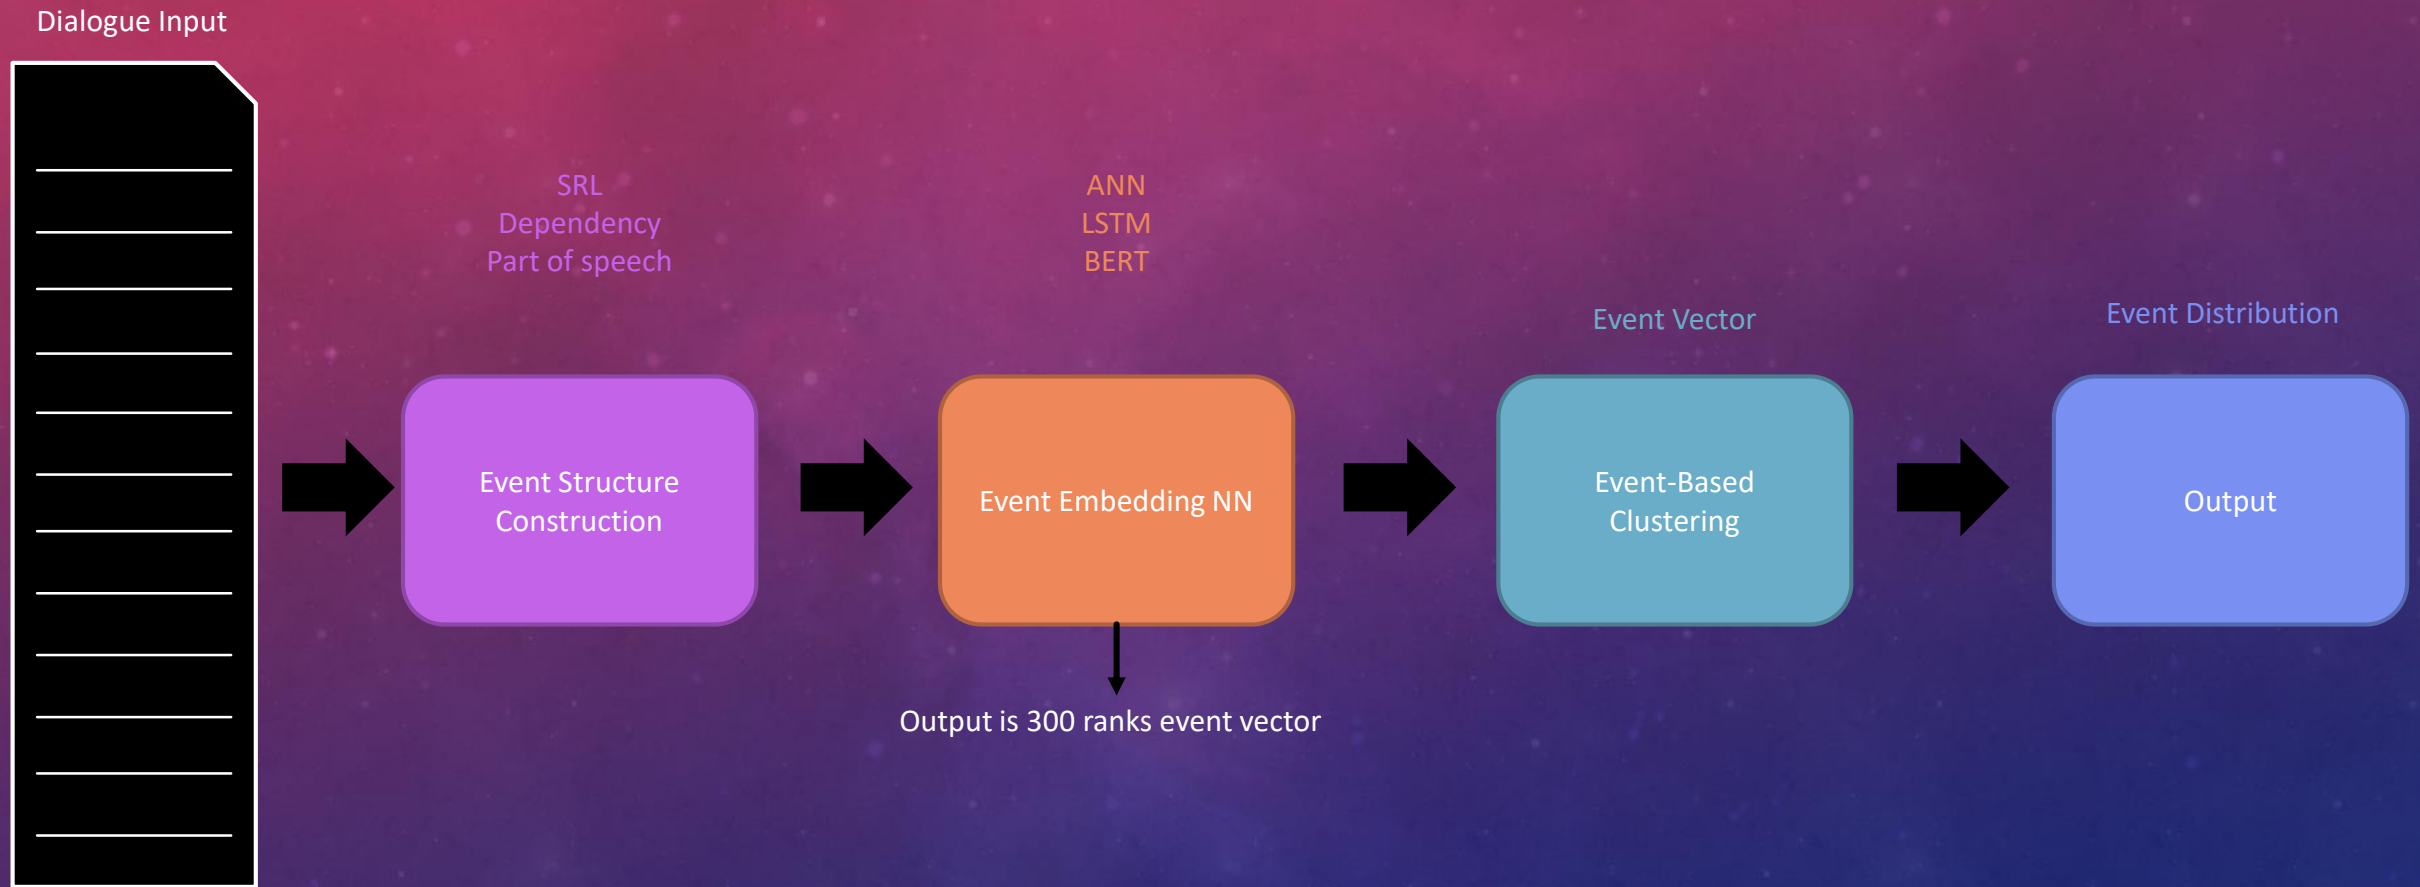 Dialogue Input
SRL
Dependency
Part of speech
ANN
LSTM
BERT
Event Vector
Event Distribution
Event Structure
Construction
Event Embedding NN
Event-Based
Clustering
Output
Output is 300 ranks event vector